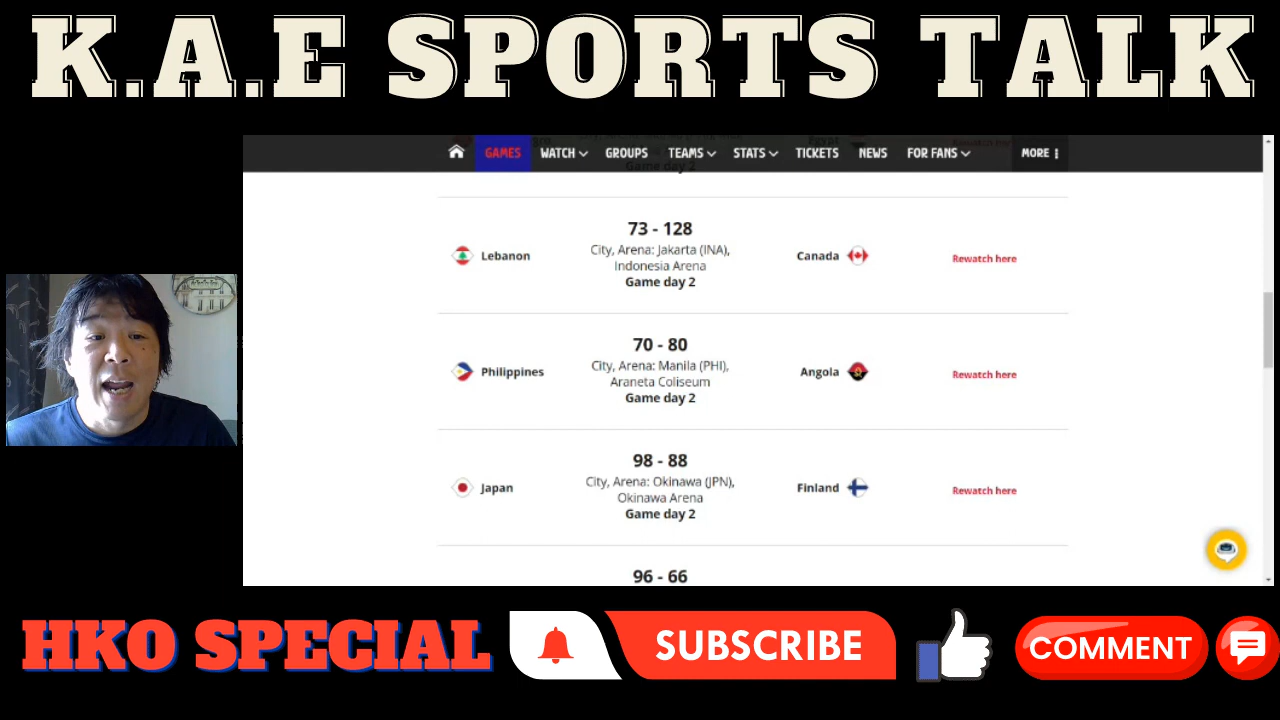 K.A.E SPORTS TALK
GAMES WATCH GROUPS TEAMS STATS TICKETS NEWS FOR FANS MORE
Game day 2
73 - 128
City, Arena: Jakarta (INA),
Lebanon Canada Rewatch here
Indonesia Arena
Game day 2
70 - 80
City, Arena: Manila (PHI),
Philippines Angola Rewatch here
Araneta Coliseum
Game day 2
98 - 88
City, Arena: Okinawa (JPN),
Japan Finland Rewatch here
Okinawa Arena
Game day 2
96 - 66
HKO SPECIAL SUBSCRIBE COMMENT